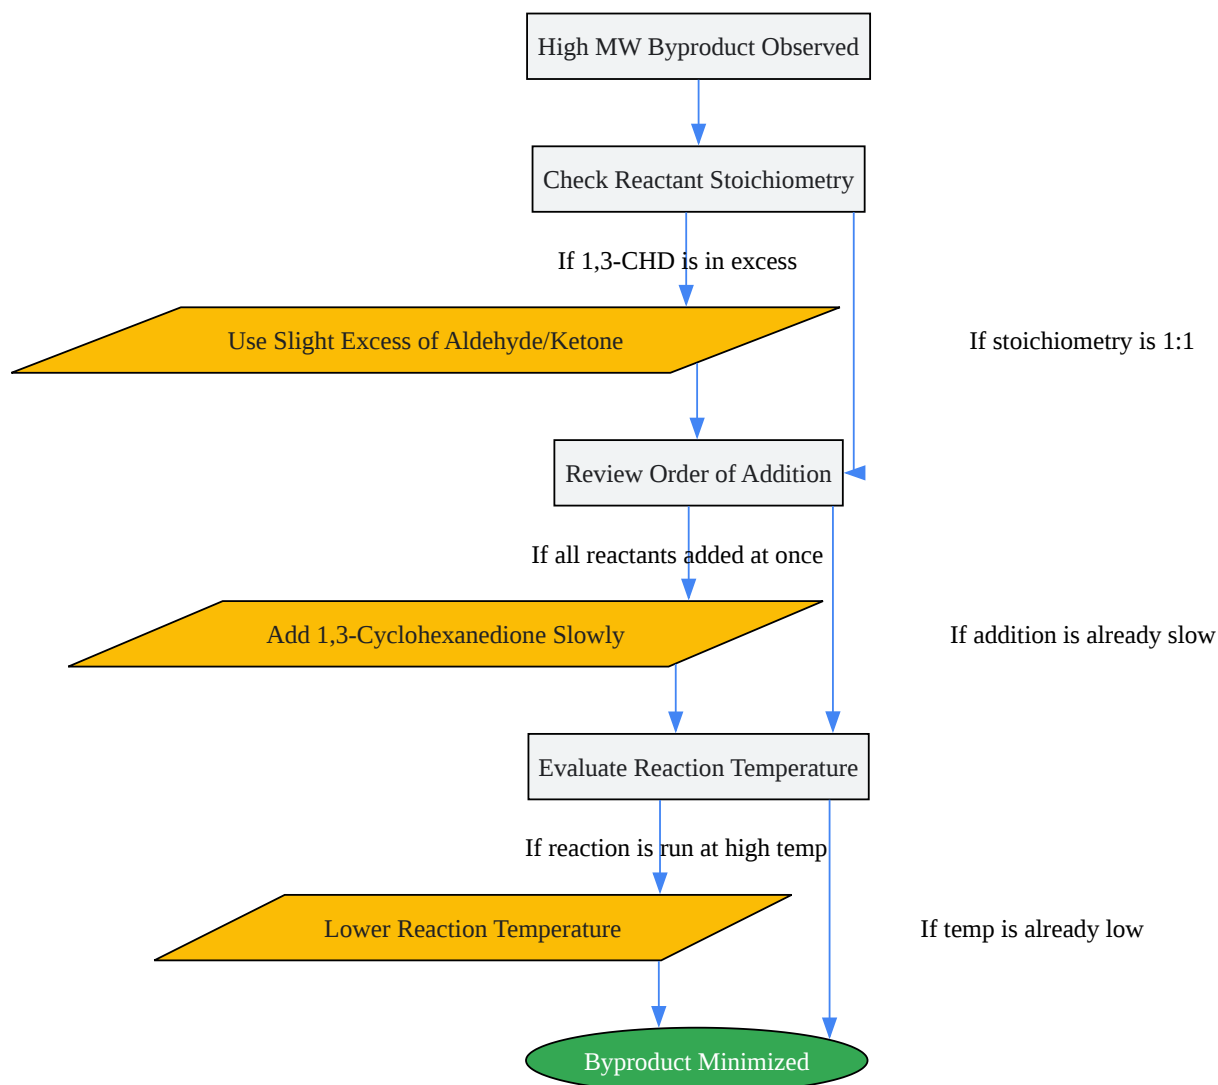 High MW Byproduct Observed
Check Reactant Stoichiometry
If 1,3-CHD is in excess
Use Slight Excess of Aldehyde/Ketone
If stoichiometry is 1:1
Review Order of Addition
If all reactants added at once
Add 1,3-Cyclohexanedione Slowly
If addition is already slow
Evaluate Reaction Temperature
If reaction is run at high temp
Lower Reaction Temperature
If temp is already low
Byproduct Minimized